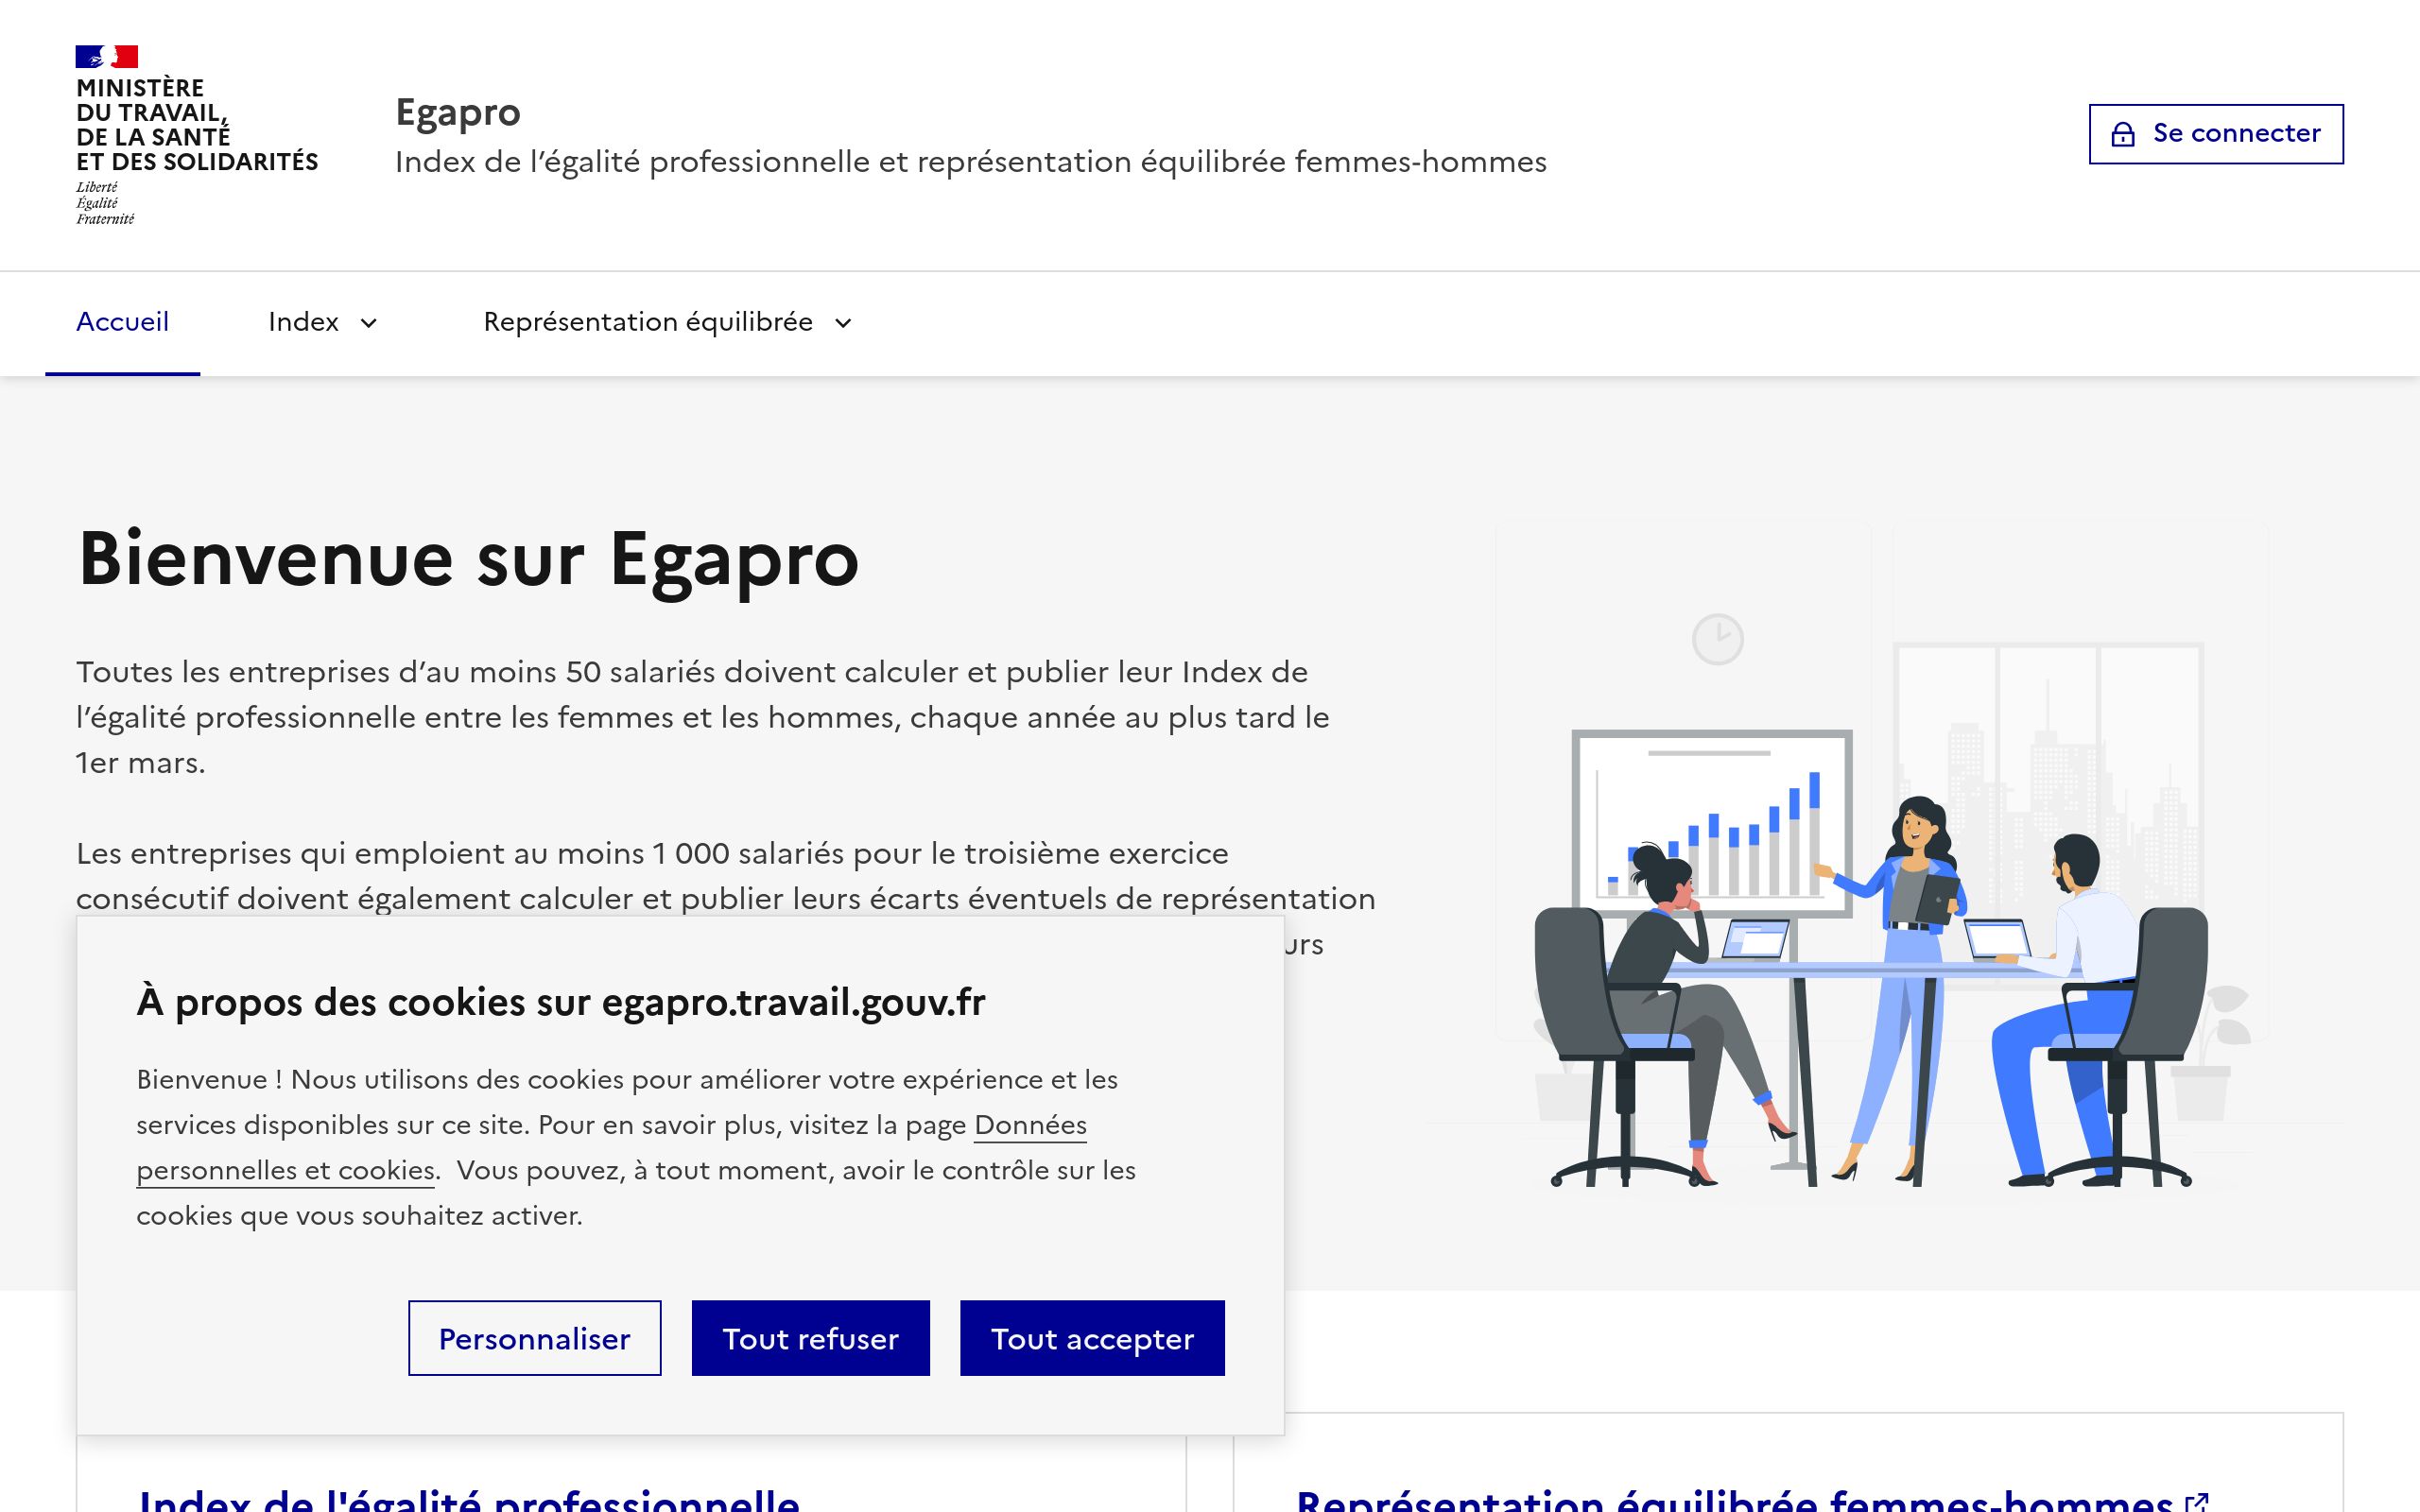 MINISTÈRE
DU TRAVAIL,
DE LA SANTÉ
ET DES SOLIDARITÉS
Liberté
Égalité
Fraternité
Egapro
Index de l’égalité professionnelle et représentation équilibrée femmes-hommes
Se connecter
Accueil
Index
Représentation équilibrée
Bienvenue sur Egapro
Toutes les entreprises d’au moins 50 salariés doivent calculer et publier leur Index de
l’égalité professionnelle entre les femmes et les hommes, chaque année au plus tard le
1er mars.
Les entreprises qui emploient au moins 1 000 salariés pour le troisième exercice
consécutif doivent également calculer et publier leurs écarts éventuels de représentation
À propos des cookies sur egapro.travail.gouv.fr
Bienvenue ! Nous utilisons des cookies pour améliorer votre expérience et les
services disponibles sur ce site. Pour en savoir plus, visitez la page Données
personnelles et cookies.  Vous pouvez, à tout moment, avoir le contrôle sur les
cookies que vous souhaitez activer.
Personnaliser
Tout refuser
Tout accepter
Index de l'égalité professionnelle
Représentation équilibrée femmes-hommes